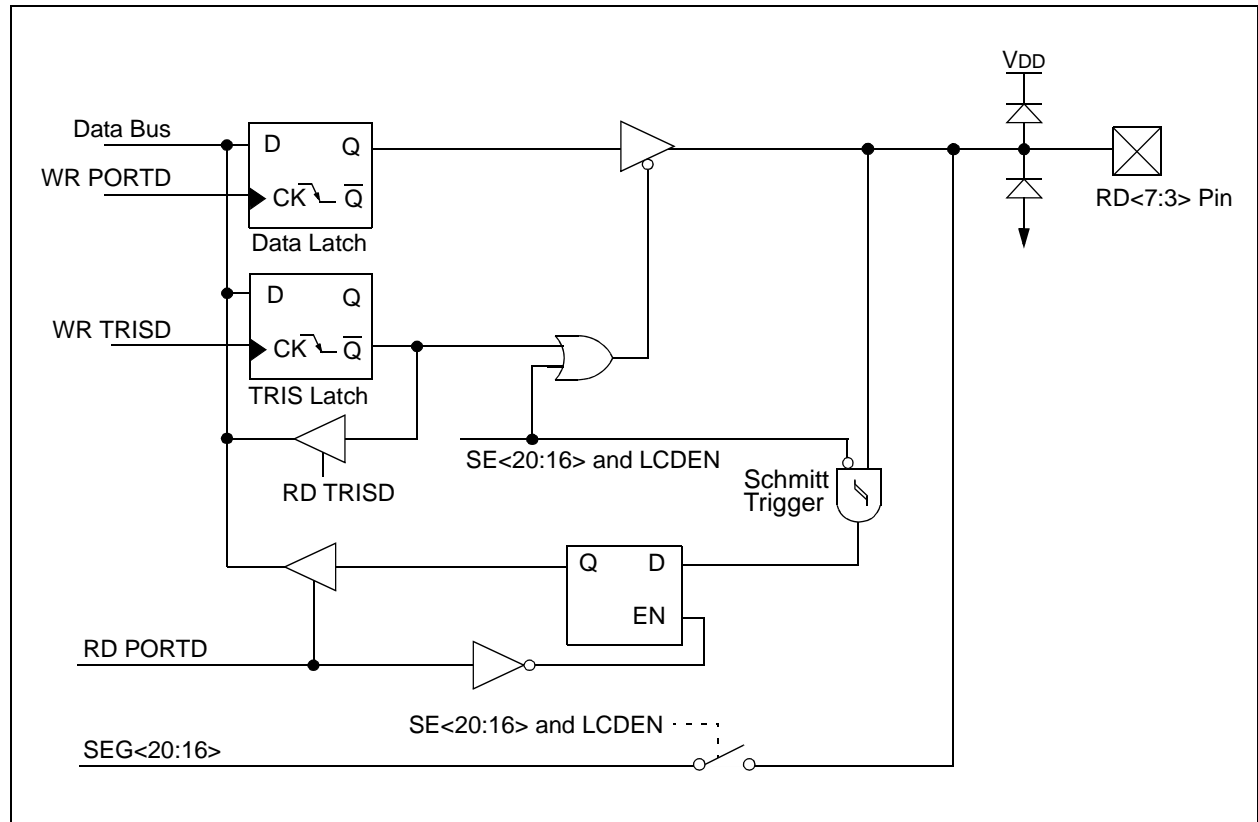 VDD
Data Bus
D Q
WR PORTD
CK Q̅
RD<7:3> Pin
Data Latch
D Q
WR TRISD
CK Q̅
TRIS Latch
SE<20:16> and LCDEN
Schmitt
Trigger
RD TRISD
Q D
EN
RD PORTD
SE<20:16> and LCDEN
SEG<20:16>